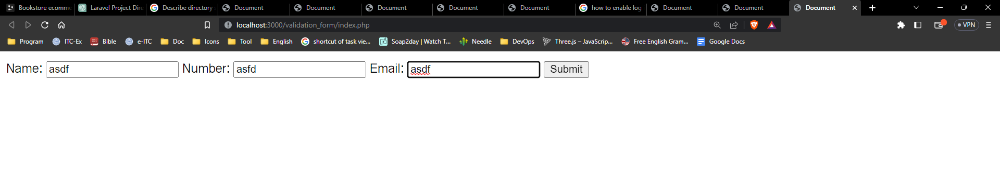 Bookstore ecomme Laravel Project Dire Describe directory Document Document Document Document Document how to enable log Document Document Document
localhost:3000/validation_form/index.php VPN
Program ITC-Ex Bible e-ITC Doc Icons Tool English shortcut of task vie... Soap2day | Watch T... Needle DevOps Three.js – JavaScrip... Free English Gram... Google Docs
Name: asdf Number: asfd Email: asdf Submit